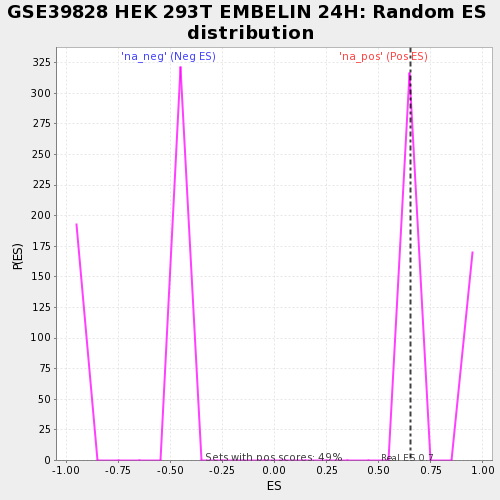 GSE39828 HEK 293T EMBELIN 24H: Random ES
distribution
'na_neg' (Neg ES)
'na_pos' (Pos ES)
325
300
275
250
225
200
175
150
125
100
75
50
25
0
P(ES)
Sets with pos scores: 49%
Real ES 0.7
-1.00 -0.75 -0.50 -0.25 0.00 0.25 0.50 0.75 1.00
ES